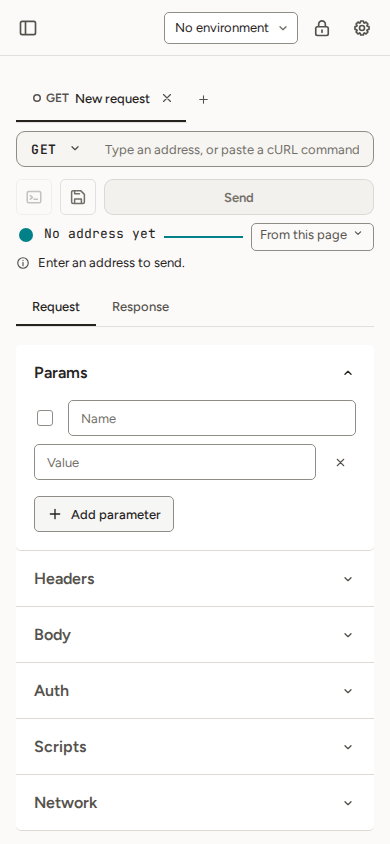 No environment
GET New request
GET Type an address, or paste a cURL command
Send
No address yet From this page
Enter an address to send.
Request Response
Params
Name
Value
Add parameter
Headers
Body
Auth
Scripts
Network